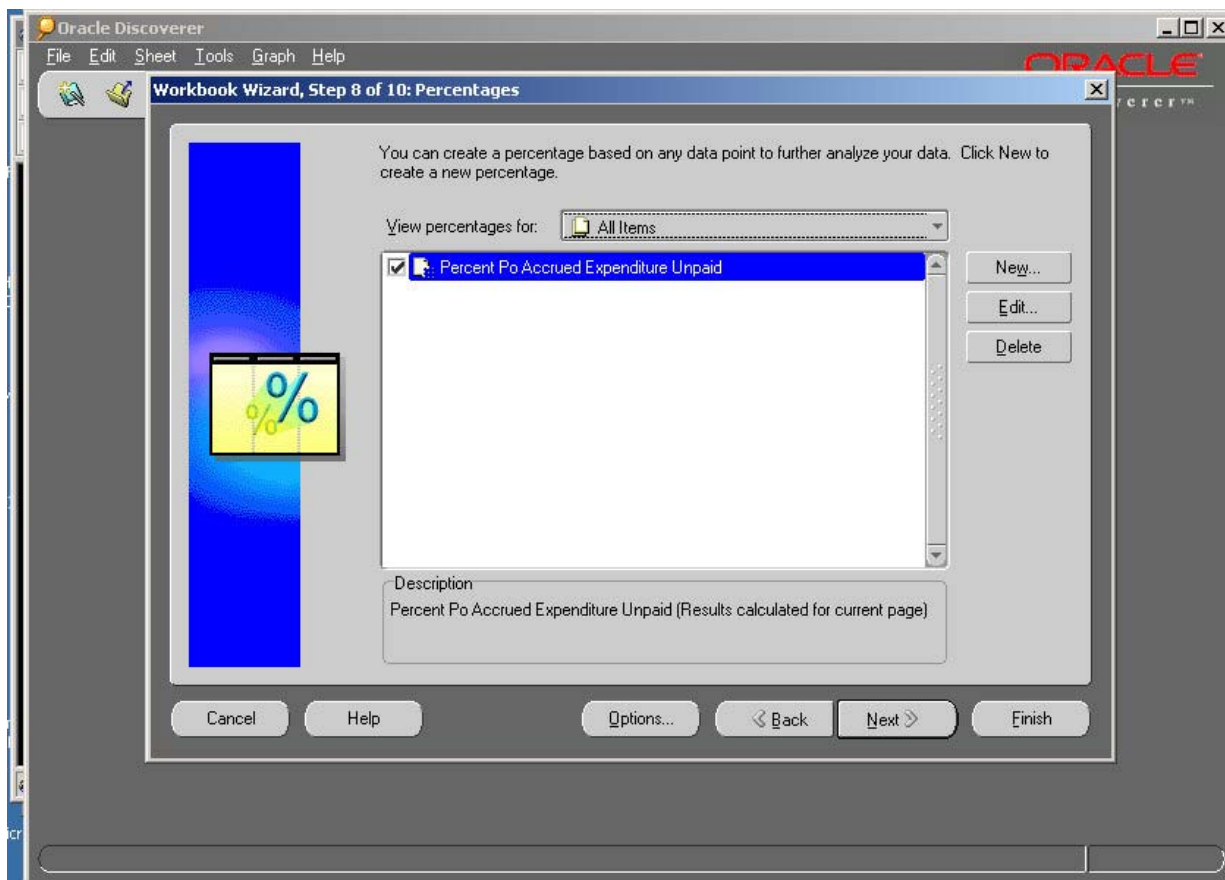 Oracle Discoverer
File Edit Sheet Tools Graph Help
ORACLE
Workbook Wizard, Step 8 of 10: Percentages
You can create a percentage based on any data point to further analyze your data. Click New to
create a new percentage.
View percentages for: All Items
Percent Po Accrued Expenditure Unpaid
New...
Edit...
Delete
%
%
Description
Percent Po Accrued Expenditure Unpaid (Results calculated for current page)
Cancel Help Options... Back Next Finish